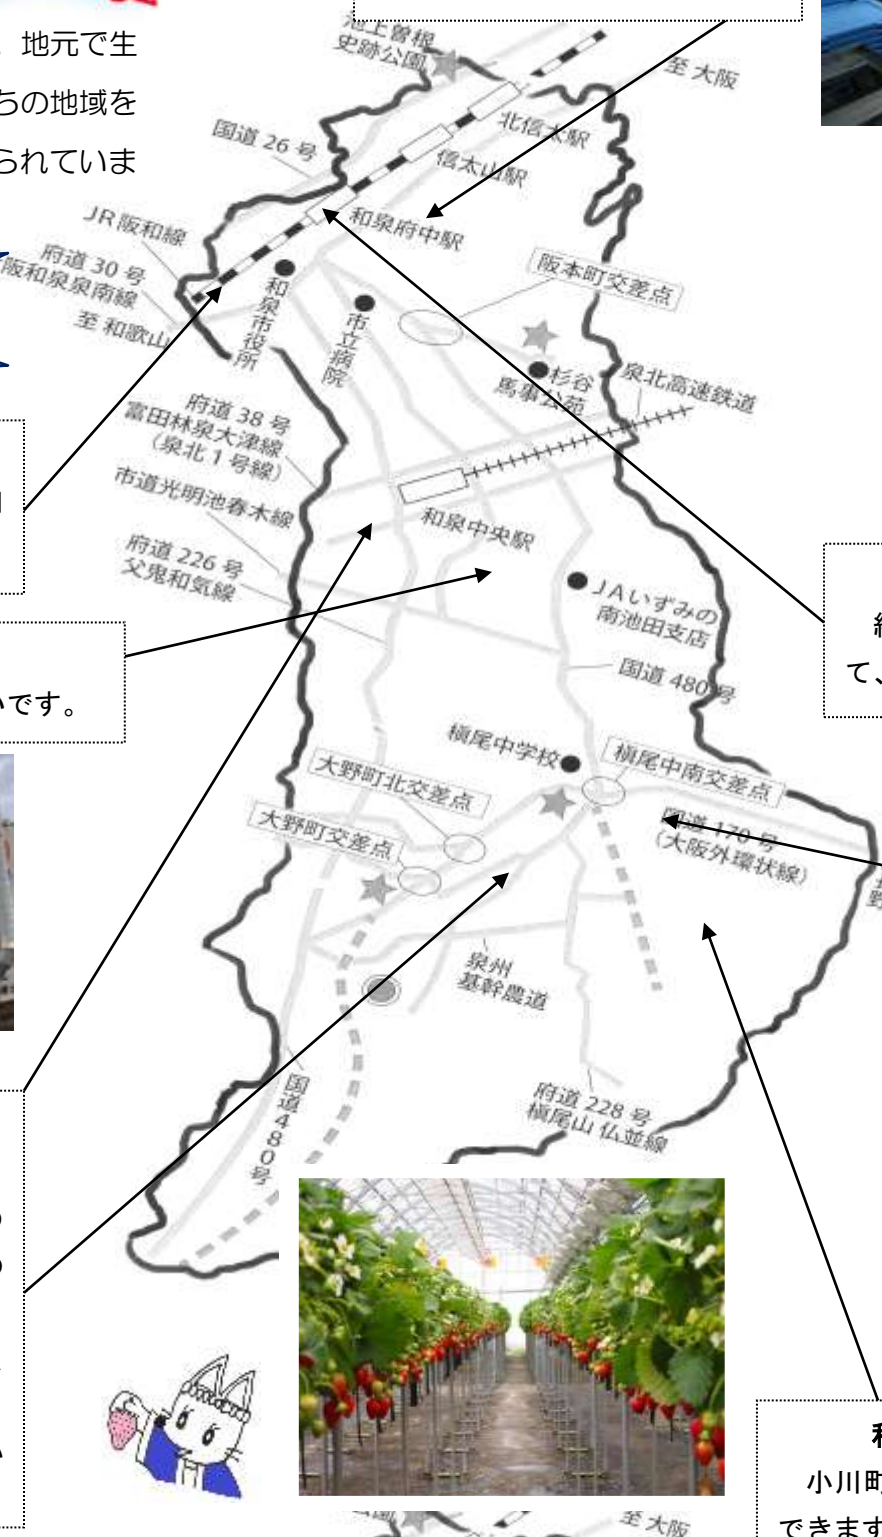 地元で生
ちの地域を
られていま
池上曽根
史跡公園
至 大阪
国道 26 号
北信太駅
信太山駅
和泉府中駅
JR 阪和線
府道 30 号
阪和泉泉南線
至 和歌山
和泉市役所
市立病院
阪本町交差点
杉谷
馬事公苑
泉北高速鉄道
府道 38 号
富田林泉大津線
(泉北 1 号線)
市道光明池春木線
和泉中央駅
府道 226 号
父鬼和気線
JAいずみの
南池田支店
国道 480 号
て、
いです。
槇尾中学校
槇尾中南交差点
大野町北交差点
大野町交差点
国道 170 号
(大阪外環状線)
野
泉州
基幹農道
国道480号
府道 228 号
槇尾山 仏並線
小川町
できます
至 大阪